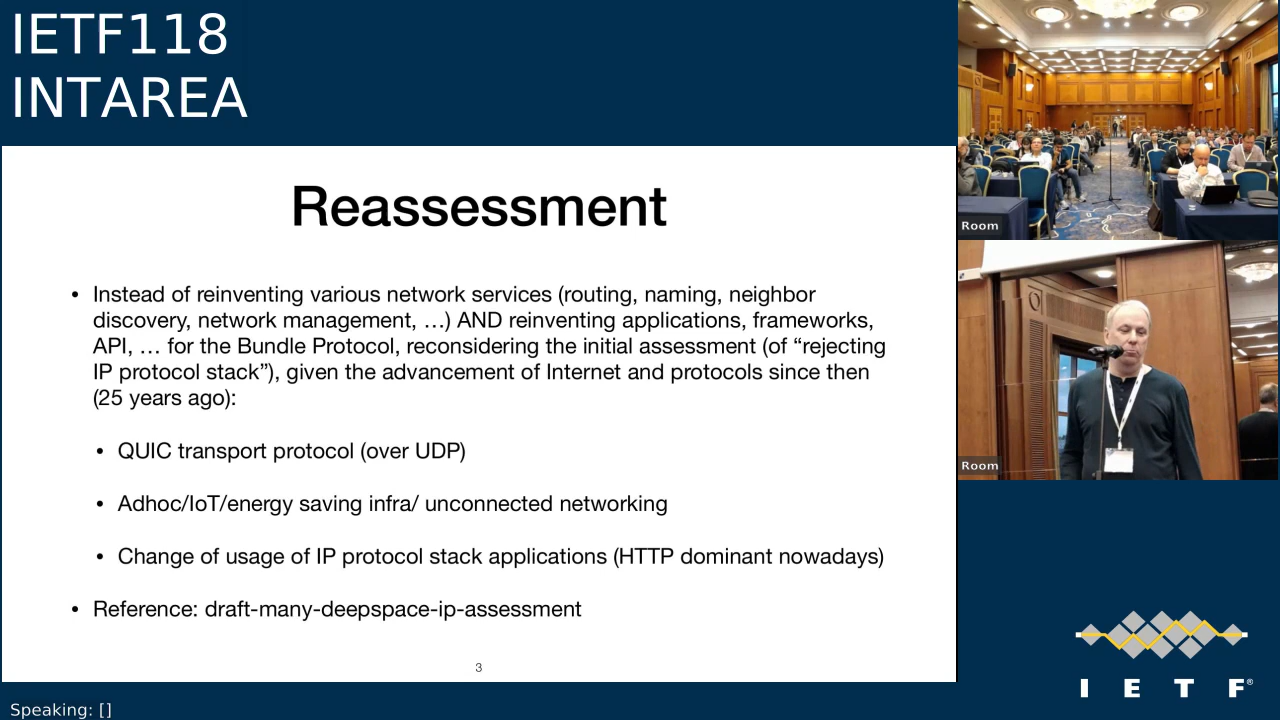 IETF118
INTAREA
Reassessment
• Instead of reinventing various network services (routing, naming, neighbor
discovery, network management, …) AND reinventing applications, frameworks,
API, … for the Bundle Protocol, reconsidering the initial assessment (of “rejecting
IP protocol stack”), given the advancement of Internet and protocols since then
(25 years ago):
• QUIC transport protocol (over UDP)
• Adhoc/IoT/energy saving infra/ unconnected networking
• Change of usage of IP protocol stack applications (HTTP dominant nowadays)
• Reference: draft-many-deepspace-ip-assessment
3
Room
Room
I E T F®
Speaking: []